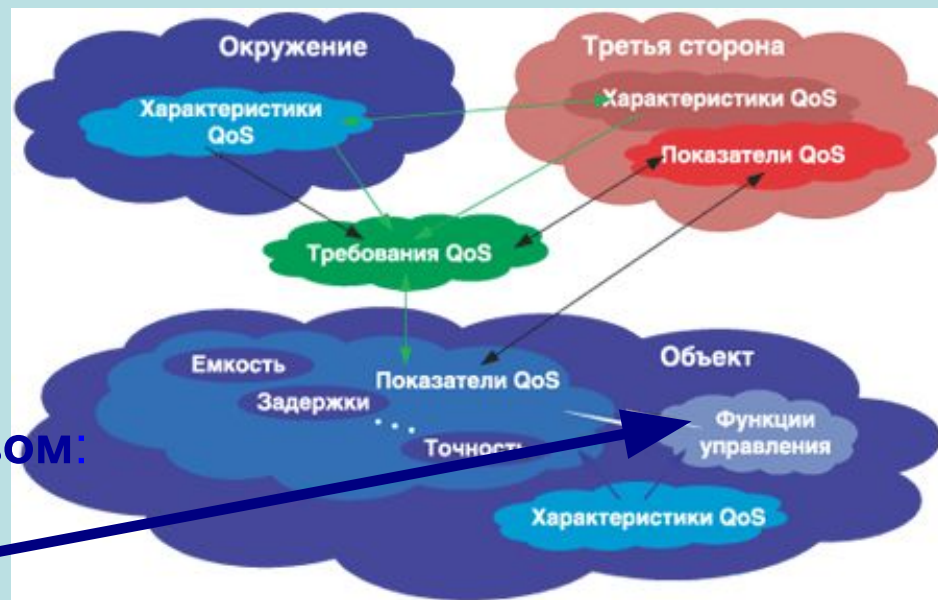 Окружение
Третья сторона
Характеристики
QoS
Характеристики QoS
Показатели QoS
Требования QoS
Объект
Емкость
Показатели QoS
Задержки
...
Точность
Функции
управления
Характеристики QoS